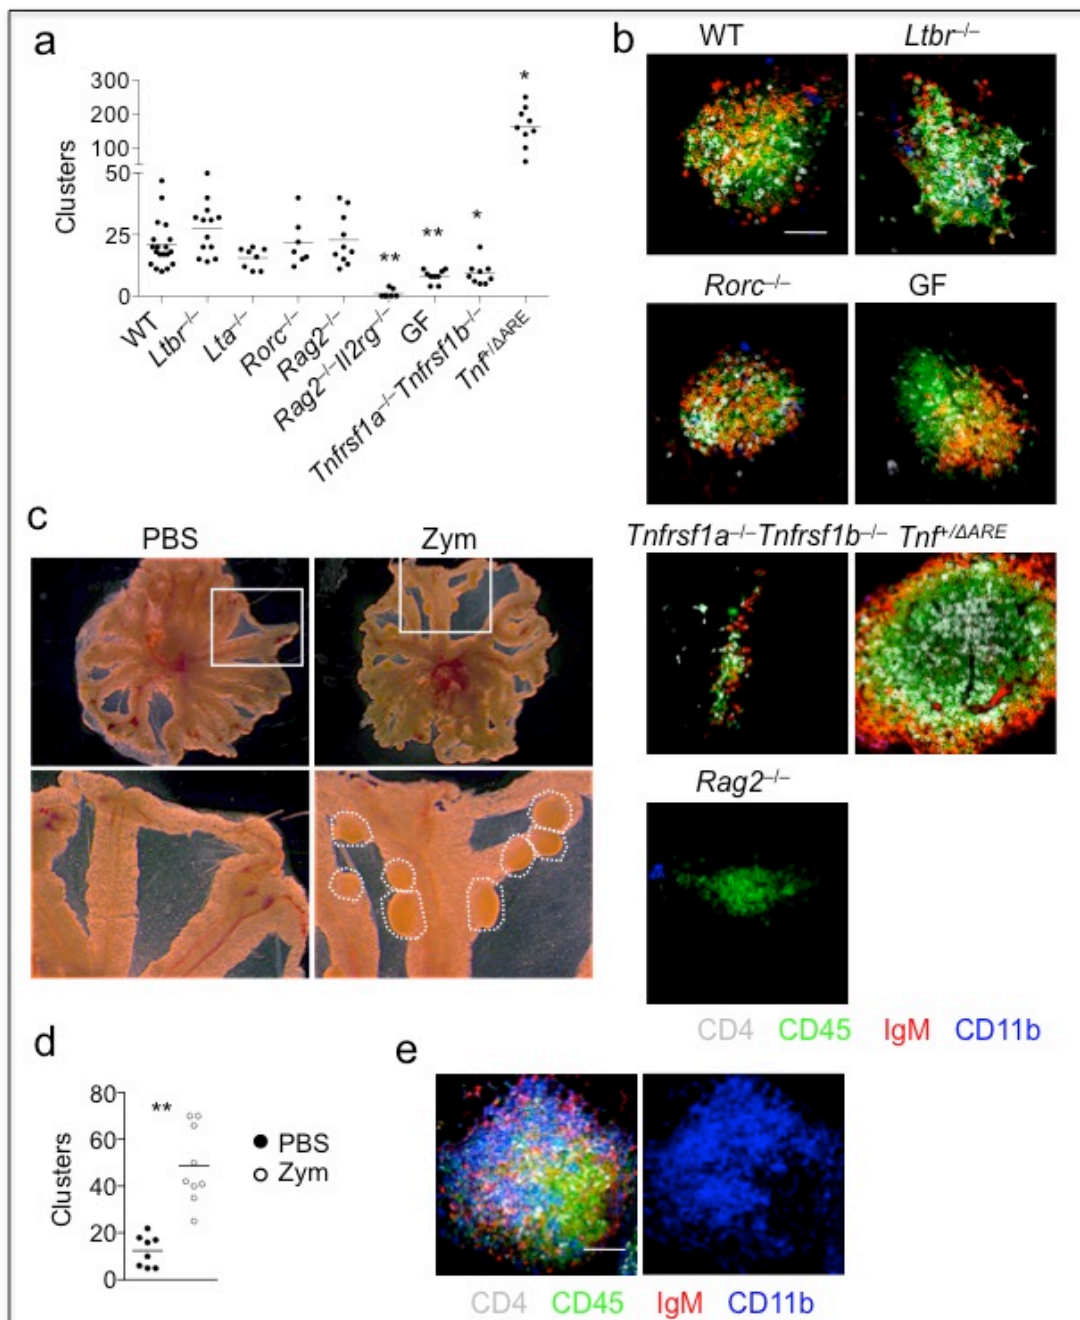 a
300
200
100
50
25
0
Clusters
*
**
**
*
WT
Ltbr–/–
Lta–/–
Rorc–/–
Rag2–/–
Rag2–/–Il2rg–/–
GF
Tnfrsf1a–/–Tnfrsf1b–/–
Tnf+/ΔARE
b
WT Ltbr–/–
Rorc–/– GF
Tnfrsf1a–/–Tnfrsf1b–/– Tnf+/ΔARE
Rag2–/–
CD4 CD45 IgM CD11b
c
PBS Zym
d
80
60
40
20
0
Clusters
**
PBS
Zym
e
CD4 CD45 IgM CD11b